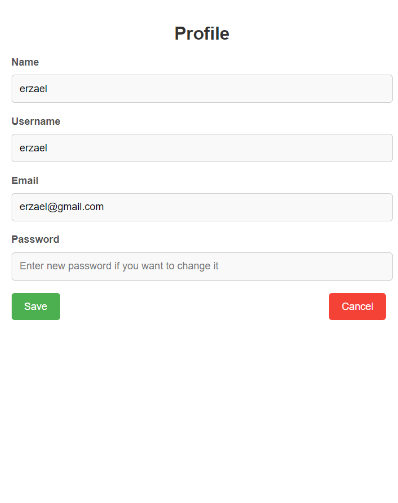 Profile
Name
erzael
Username
erzael
Email
erzael@gmail.com
Password
Enter new password if you want to change it
Save Cancel